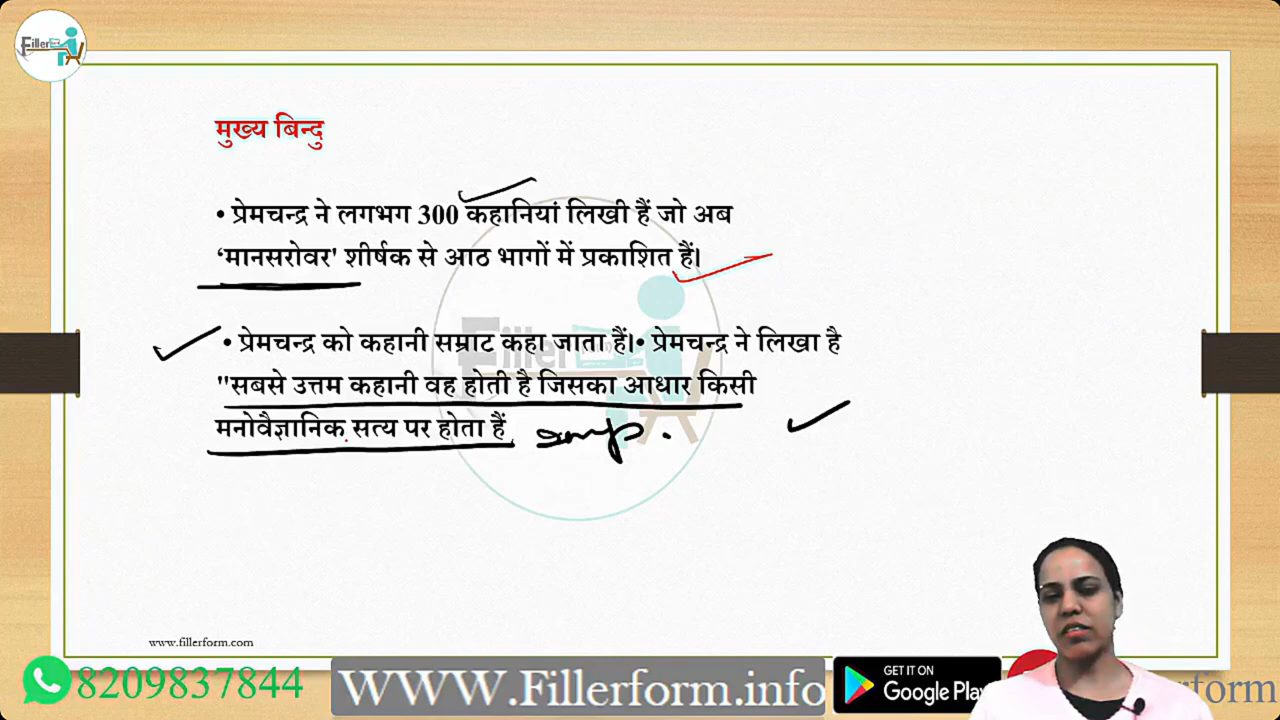 Filler
मुख्य बिन्दु
• प्रेमचन्द्र ने लगभग 300 कहानियां लिखी हैं जो अब
‘मानसरोवर' शीर्षक से आठ भागों में प्रकाशित हैं।
• प्रेमचन्द्र को कहानी सम्राट कहा जाता हैं।• प्रेमचन्द्र ने लिखा है
"सबसे उत्तम कहानी वह होती है जिसका आधार किसी
मनोवैज्ञानिक सत्य पर होता हैं
Filler
www.fillerform.com
8209837844
WWW.Fillerform.info
GET IT ON
Google Play